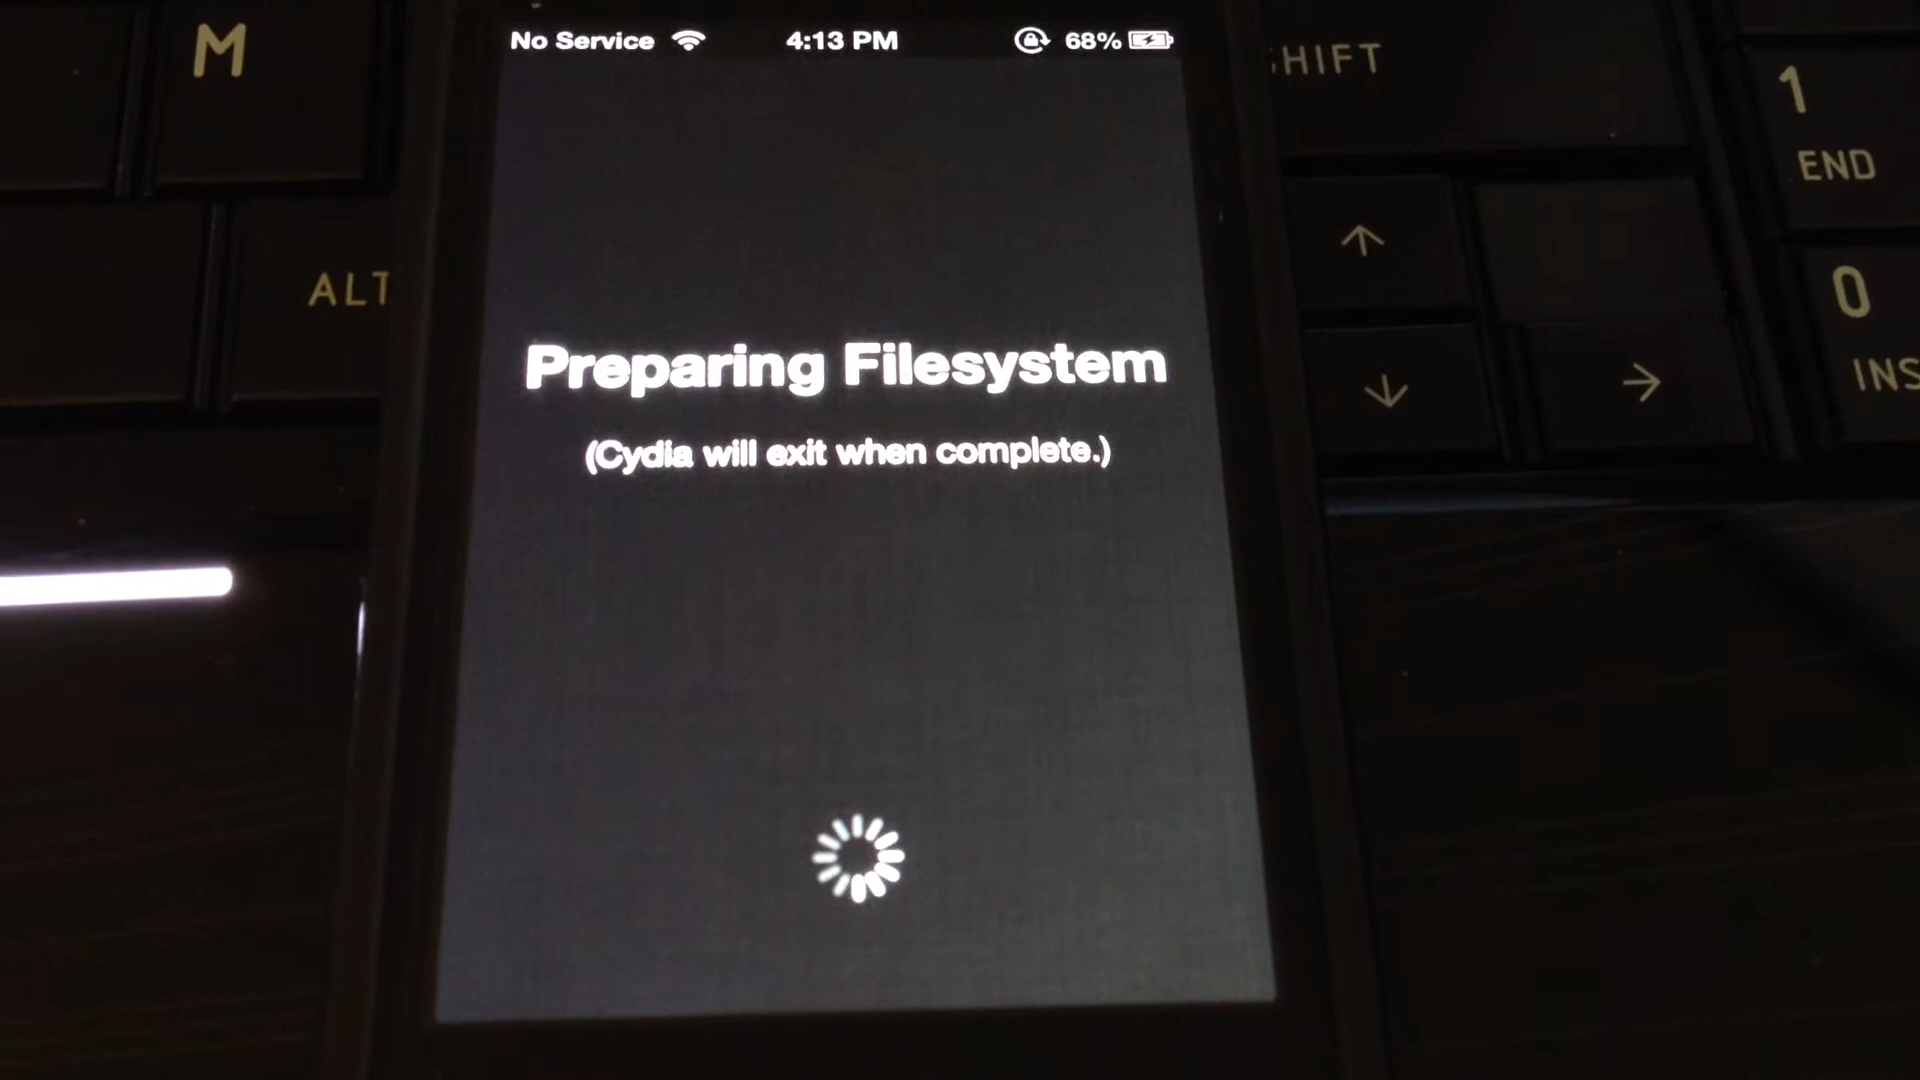 M
No Service 4:13 PM 68%
HIFT
1
END
ALT
Preparing Filesystem
(Cydia will exit when complete.)
0
INS